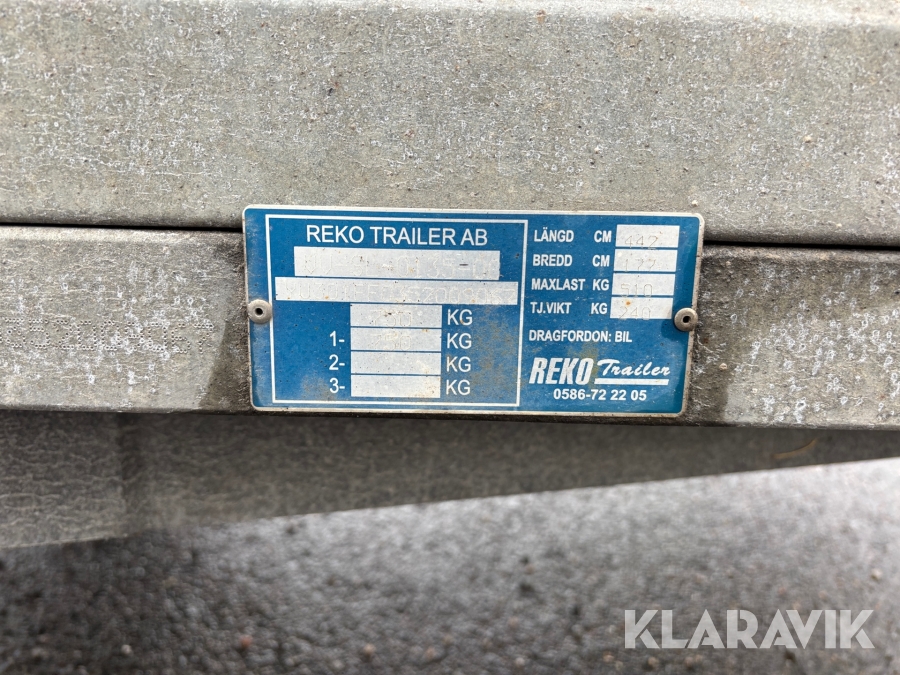 REKO TRAILER AB
KG
1- KG
2- KG
3- KG
LÄNGD CM 442
BREDD CM
MAXLAST KG 510
TJ.VIKT KG 240
DRAGFORDON: BIL
REKO Trailer
0586-72 22 05
KLARAVIK